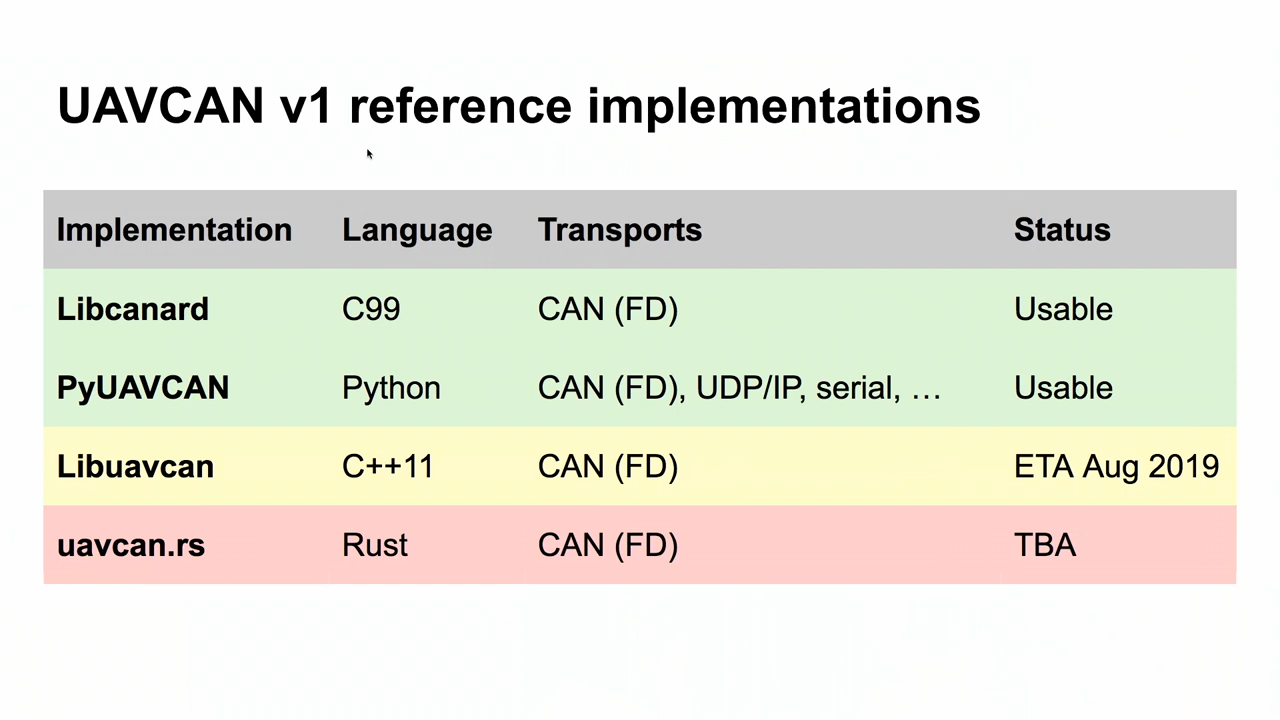 UAVCAN v1 reference implementations
Implementation Language Transports Status
Libcanard C99 CAN (FD) Usable
PyUAVCAN Python CAN (FD), UDP/IP, serial, … Usable
Libuavcan C++11 CAN (FD) ETA Aug 2019
uavcan.rs Rust CAN (FD) TBA